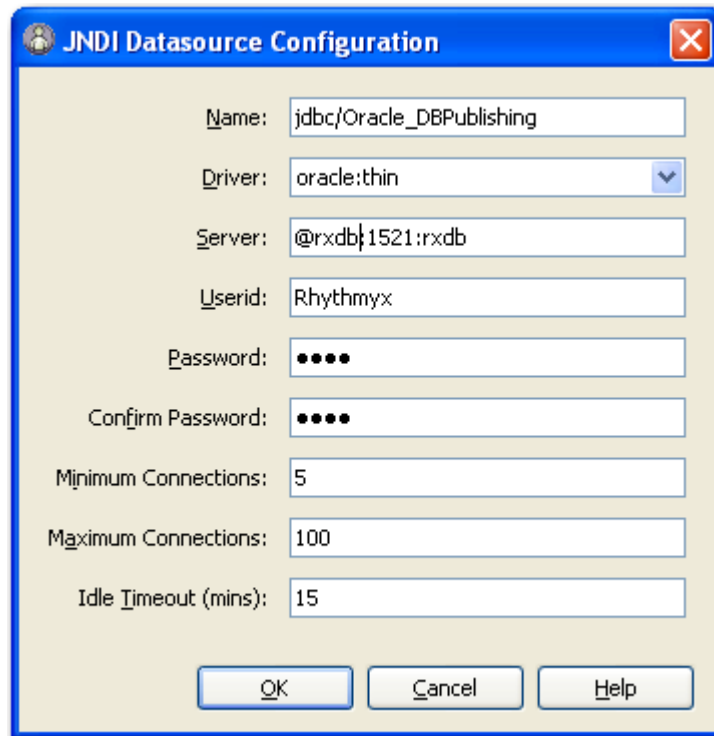 JNDI Datasource Configuration
Name: jdbc/Oracle_DBPublishing
Driver: oracle:thin
Server: @rxdb:1521:rxdb
Userid: Rhythmyx
Password: ●●●●
Confirm Password: ●●●●
Minimum Connections: 5
Maximum Connections: 100
Idle Timeout (mins): 15
OK Cancel Help